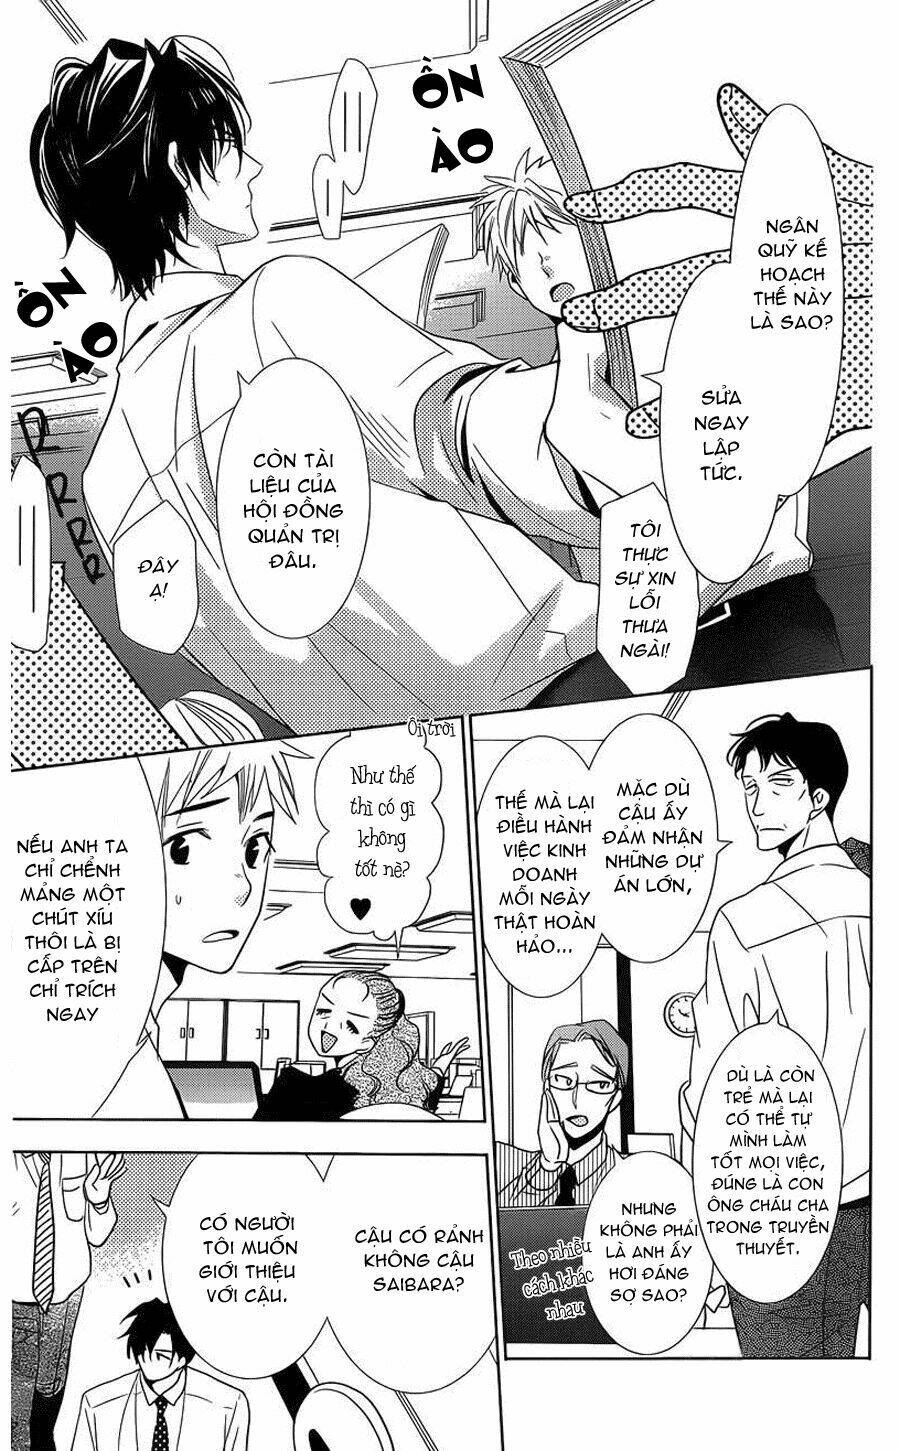 ỒN
ÀO
NGÂN
QUỸ KẾ
HOẠCH
THẾ NÀY
LÀ SAO?
SỬA
NGAY
LẬP
TỨC.
TÔI
THỰC
SỰ XIN
LỖI
THƯA
NGÀI!
ỒN
ÀO
R
R
R
R
CÒN TÀI
LIỆU CỦA
HỘI ĐỒNG
QUẢN TRỊ
ĐÂU.
ĐÂY
Ạ!
MẶC DÙ
CẬU ẤY
ĐẢM NHẬN
NHỮNG DỰ
ÁN LỚN,
THẾ MÀ LẠI
ĐIỀU HÀNH
VIỆC KINH
DOANH
MỖI NGÀY
THẬT HOÀN
HẢO...
DÙ LÀ CÒN
TRẺ MÀ LẠI
CÓ THỂ TỰ
MÌNH LÀM
TỐT MỌI VIỆC,
ĐÚNG LÀ CON
ÔNG CHÁU CHA
TRONG TRUYỀN
THUYẾT.
NHƯNG
KHÔNG PHẢI
LÀ ANH ẤY
HƠI ĐÁNG
SỢ SAO?
Theo nhiều
cách khác
nhau
Ôi trời
Như thế
thì có gì
không
tốt nè?
NẾU ANH TA
CHỈ CHỂNH
MẢNG MỘT
CHÚT XÍU
THÔI LÀ BỊ
CẤP TRÊN
CHỈ TRÍCH
NGAY
CẬU CÓ RẢNH
KHÔNG CẬU
SAIBARA?
CÓ NGƯỜI
TÔI MUỐN
GIỚI THIỆU
VỚI CẬU.